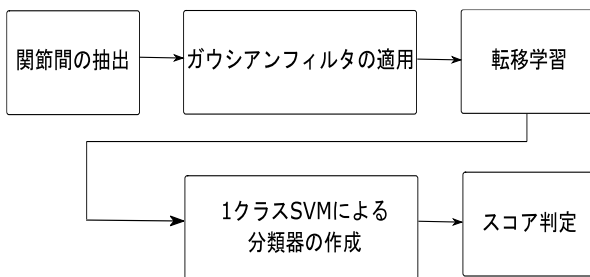 関節間の抽出
ガウシアンフィルタの適用
転移学習
1クラスSVMによる
分類器の作成
スコア判定